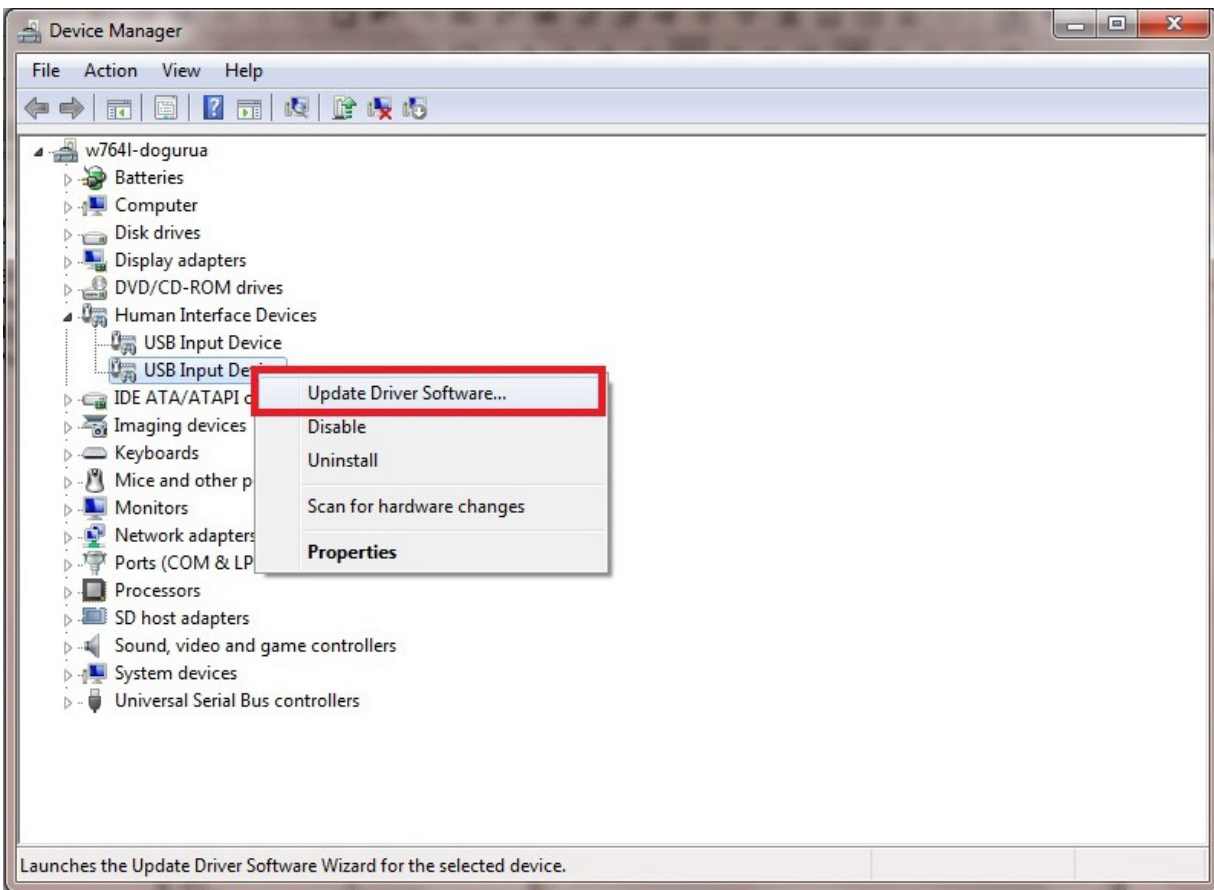 Device Manager
File Action View Help
w764l-dogurua
Batteries
Computer
Disk drives
Display adapters
DVD/CD-ROM drives
Human Interface Devices
USB Input Device
USB Input
Update Driver Software...
IDE ATA/ATAPI
Disable
Imaging devices
Keyboards
Uninstall
Mice and other
Monitors
Scan for hardware changes
Network adapters
Properties
Ports (COM & LP
Processors
SD host adapters
Sound, video and game controllers
System devices
Universal Serial Bus controllers
Launches the Update Driver Software Wizard for the selected device.